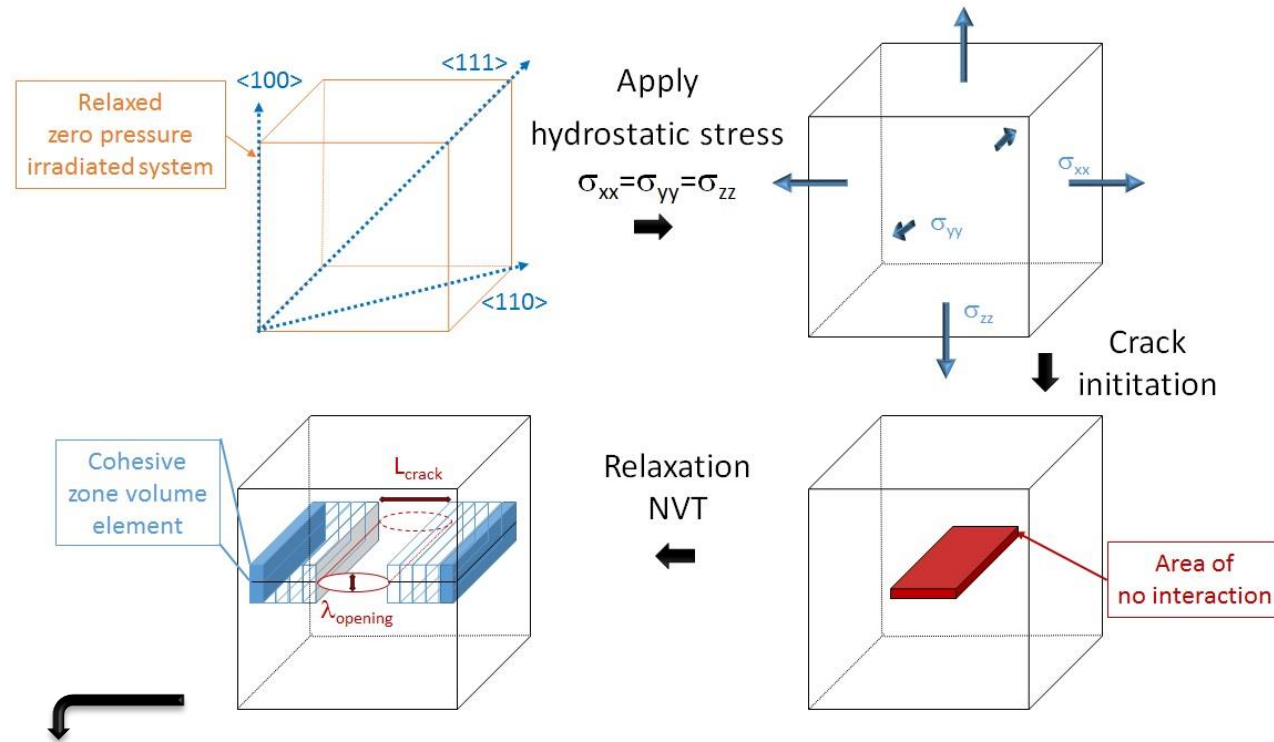 <100>
<111>
<110>
Relaxed
zero pressure
irradiated system
Apply
hydrostatic stress
σxx=σyy=σzz
σxx
σyy
σzz
Crack
inititation
Area of
no interaction
Relaxation
NVT
Cohesive
zone volume
element
Lcrack
λopening